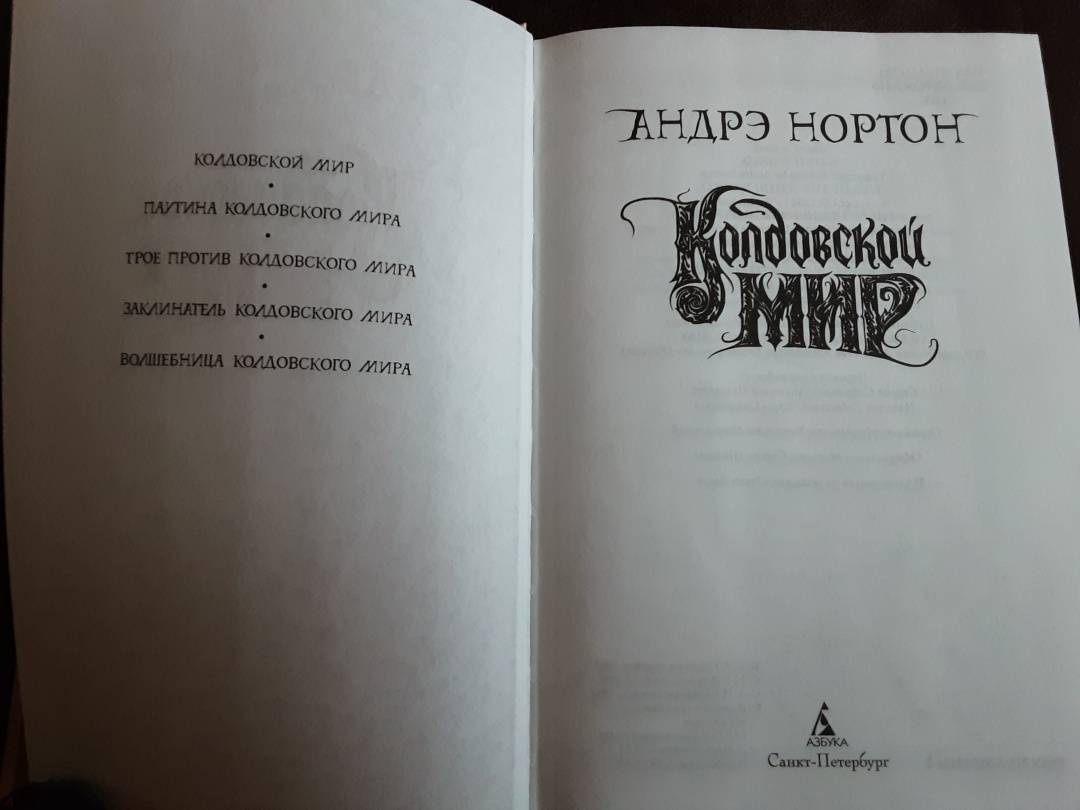 КОЛДОВСКОЙ МИР
•
ПАУТИНА КОЛДОВСКОГО МИРА
•
ТРОЕ ПРОТИВ КОЛДОВСКОГО МИРА
•
ЗАКЛИНАТЕЛЬ КОЛДОВСКОГО МИРА
•
ВОЛШЕБНИЦА КОЛДОВСКОГО МИРА
АНДРЭ НОРТОН
Колдовской
МИР
АЗБУКА
Санкт-Петербург